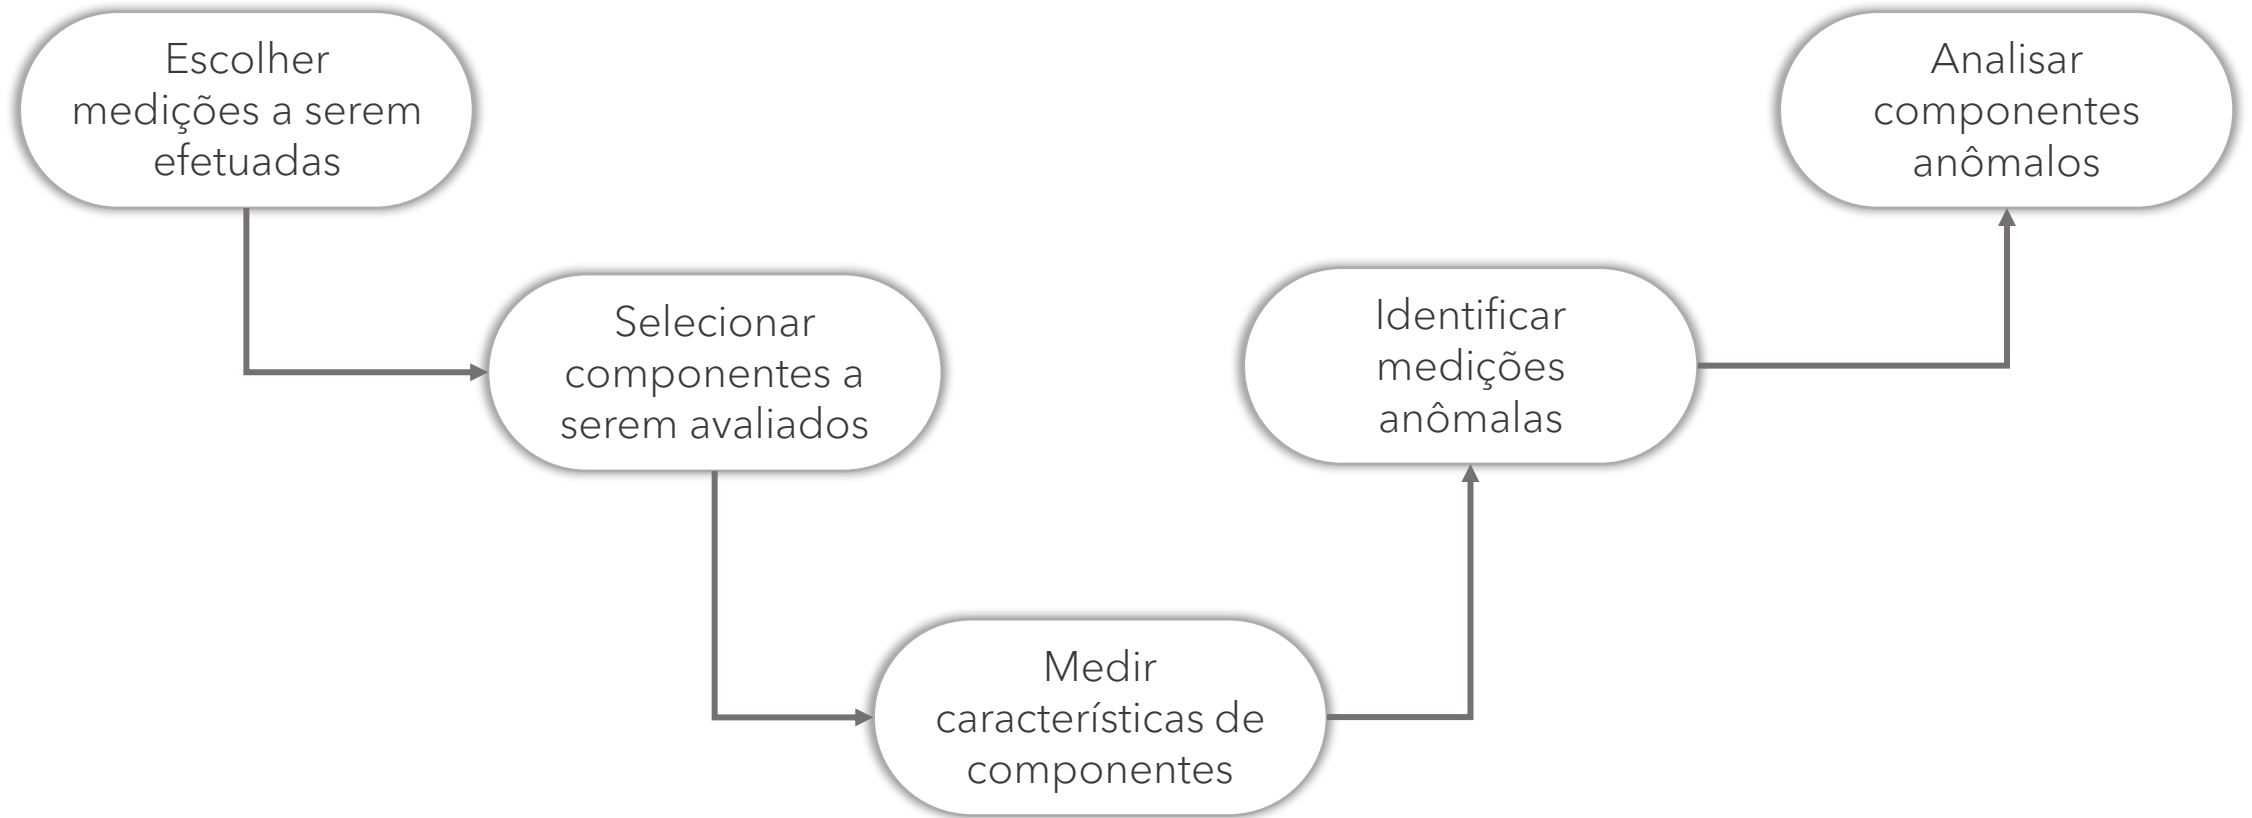 Escolher
medições a serem
efetuadas
Selecionar
componentes a
serem avaliados
Medir
características de
componentes
Identificar
medições
anômalas
Analisar
componentes
anômalos